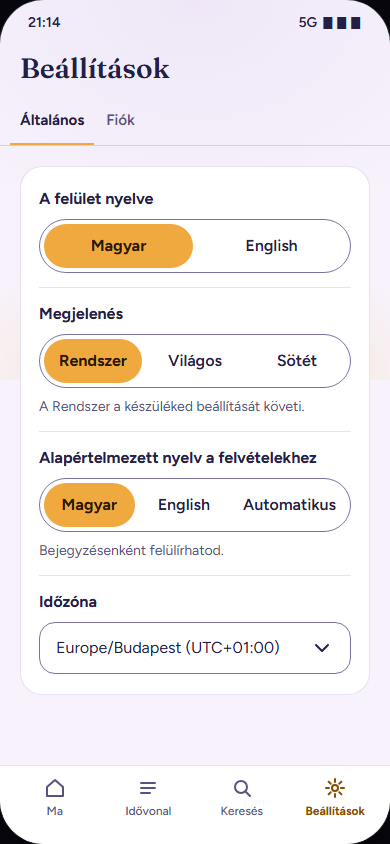 21:14
5G
Beállítások
Általános
Fiók
A felület nyelve
Magyar
English
Megjelenés
Rendszer
Világos
Sötét
A Rendszer a készüléked beállítását követi.
Alapértelmezett nyelv a felvételekhez
Magyar
English
Automatikus
Bejegyzésenként felülírhatod.
Időzóna
Europe/Budapest (UTC+01:00)
Ma
Idővonal
Keresés
Beállítások